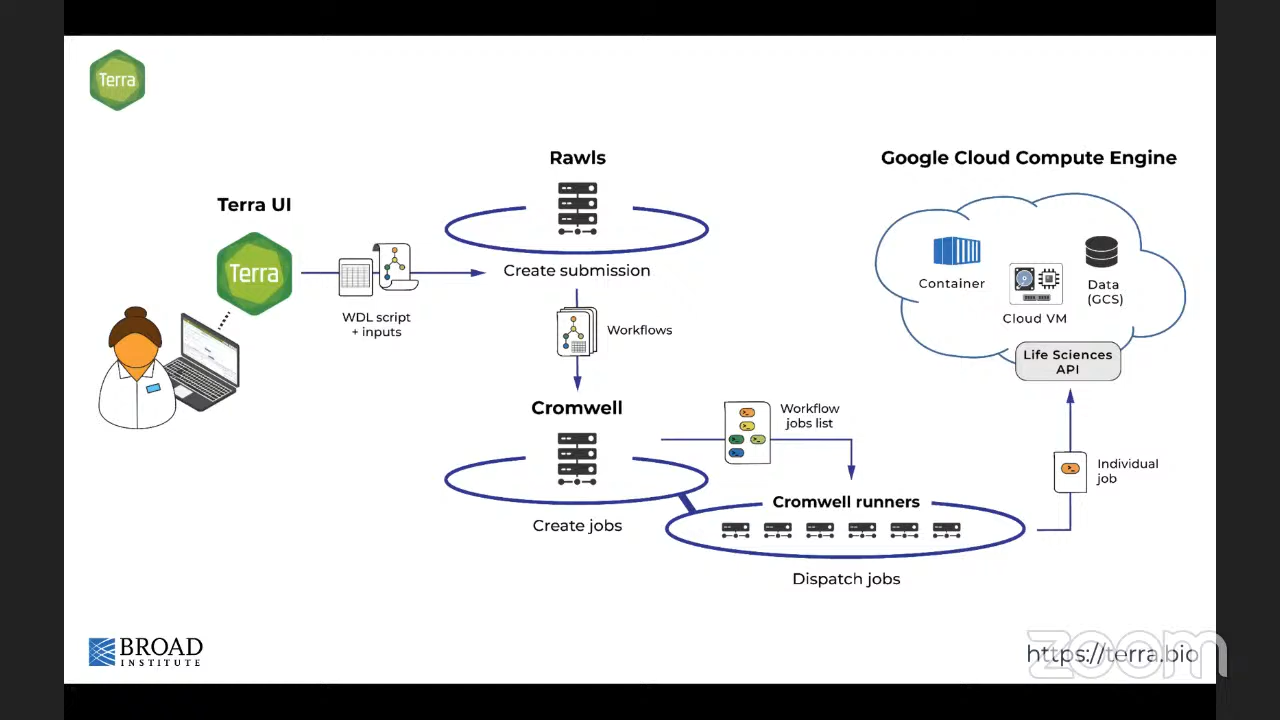 Terra
Rawls
Google Cloud Compute Engine
Terra UI
Terra
WDL script
+ inputs
Create submission
Workflows
Container
Cloud VM
Data
(GCS)
Life Sciences
API
Cromwell
Create jobs
Workflow
jobs list
Individual
job
Cromwell runners
Dispatch jobs
BROAD
INSTITUTE
https://terra.bio
zoom